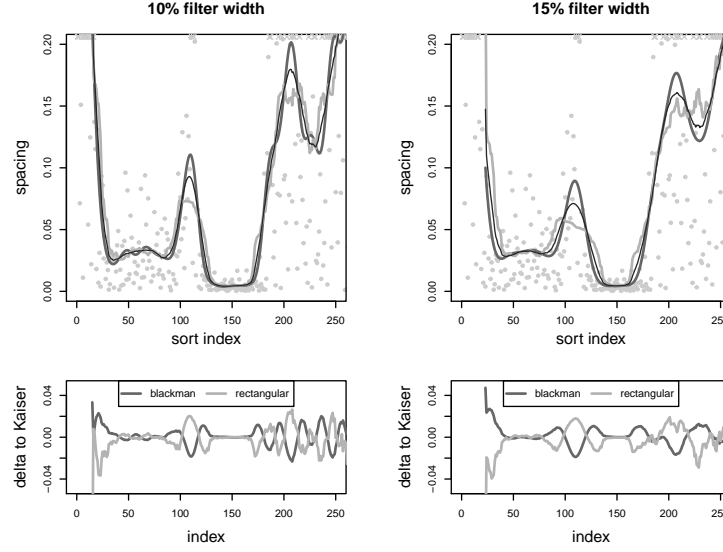 10% filter width
15% filter width
spacing
0.00 0.05 0.10 0.15 0.20
0 50 100 150 200 250
sort index
spacing
0.00 0.05 0.10 0.15 0.20
0 50 100 150 200 250
sort index
delta to Kaiser
−0.04 0.00 0.04
blackman rectangular
0 50 100 150 200 250
index
delta to Kaiser
−0.04 0.00 0.04
blackman rectangular
0 50 100 150 200 250
index